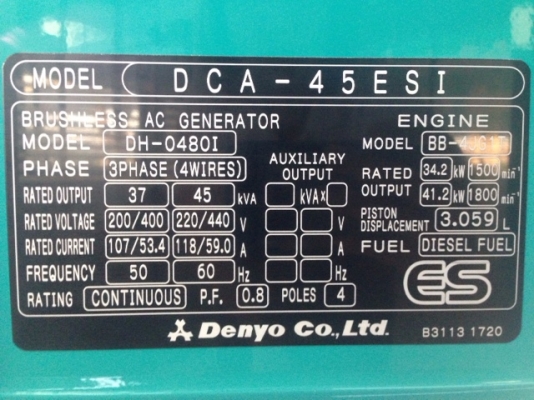 MODEL DCA-45ESI
BRUSHLESS AC GENERATOR
MODEL DH-0480I
PHASE 3PHASE (4WIRES)
RATED OUTPUT 37 45 kVA
RATED VOLTAGE 200/400 220/440 V
RATED CURRENT 107/53.4 118/59.0 A
FREQUENCY 50 60 Hz
RATING CONTINUOUS P.F. 0.8 POLES 4
AUXILIARY
OUTPUT
kVA×
V
A
Hz
ENGINE
MODEL
RATED OUTPUT 34.2 kW 1500 min⁻¹
41.2 kW 1800 min⁻¹
PISTON
DISPLACEMENT 3.059 L
FUEL DIESEL FUEL
ES
Denyo Co., Ltd.
B3113 1720